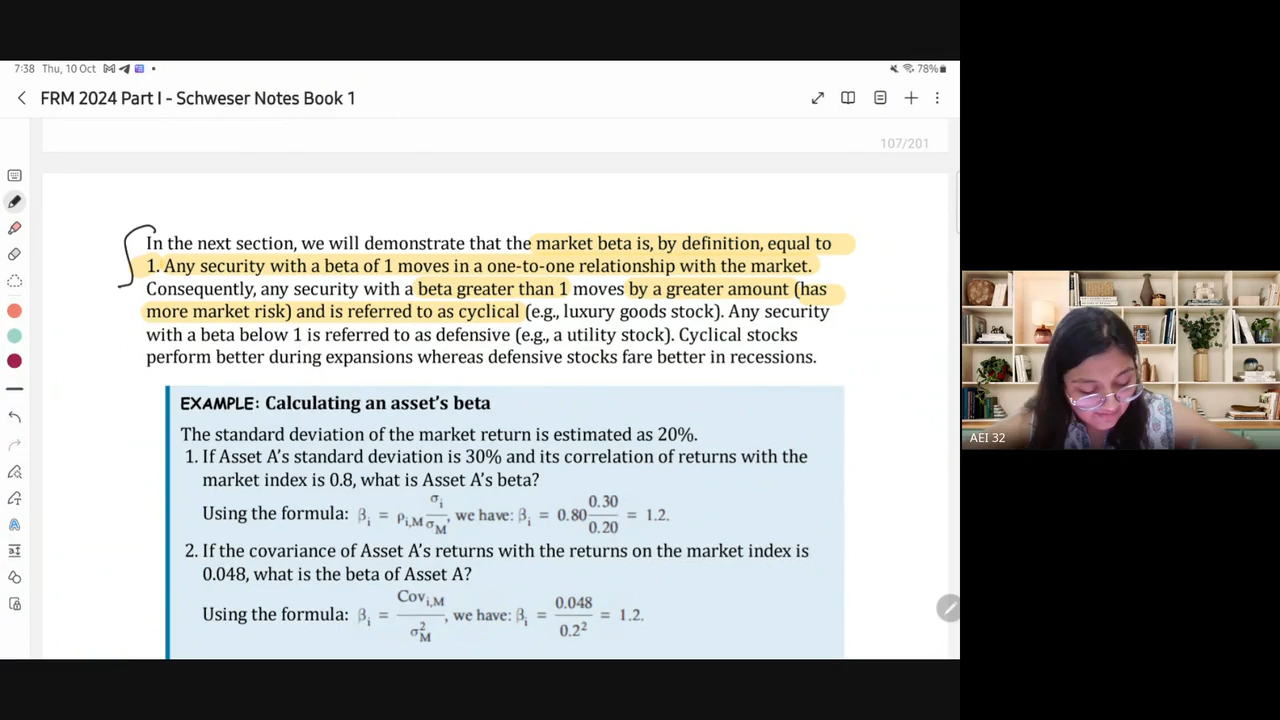 7:38 Thu, 10 Oct
78%
FRM 2024 Part I - Schweser Notes Book 1
107/201
In the next section, we will demonstrate that the market beta is, by definition, equal to
1. Any security with a beta of 1 moves in a one-to-one relationship with the market.
Consequently, any security with a beta greater than 1 moves by a greater amount (has
more market risk) and is referred to as cyclical (e.g., luxury goods stock). Any security
with a beta below 1 is referred to as defensive (e.g., a utility stock). Cyclical stocks
perform better during expansions whereas defensive stocks fare better in recessions.
EXAMPLE: Calculating an asset's beta
The standard deviation of the market return is estimated as 20%.
1. If Asset A's standard deviation is 30% and its correlation of returns with the
market index is 0.8, what is Asset A's beta?
Using the formula: βi = ρi,M σi/σM, we have: βi = 0.80 0.30/0.20 = 1.2.
2. If the covariance of Asset A's returns with the returns on the market index is
0.048, what is the beta of Asset A?
Using the formula: βi = Covi,M/σ²M, we have: βi = 0.048/0.2² = 1.2.
AEI 32